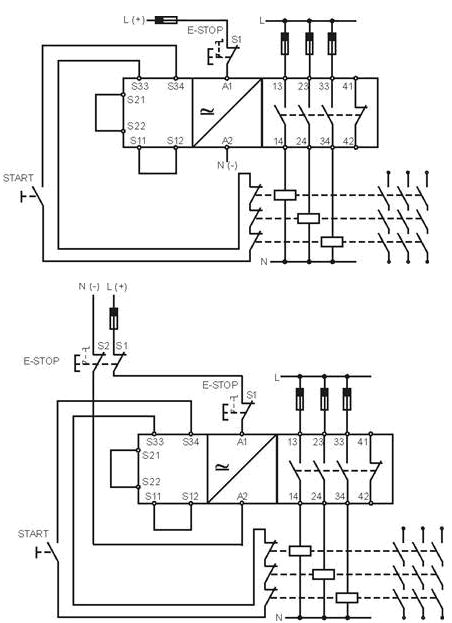 L (+)
L
E-STOP
S1
S33 S34 A1 13 23 33 41
S21
S22
S11 S12 A2 14 24 34 42
N (-)
START
N
N (-) L (+)
S2 S1
E-STOP
L
E-STOP
S1
S33 S34 A1 13 23 33 41
S21
S22
S11 S12 A2 14 24 34 42
START
N